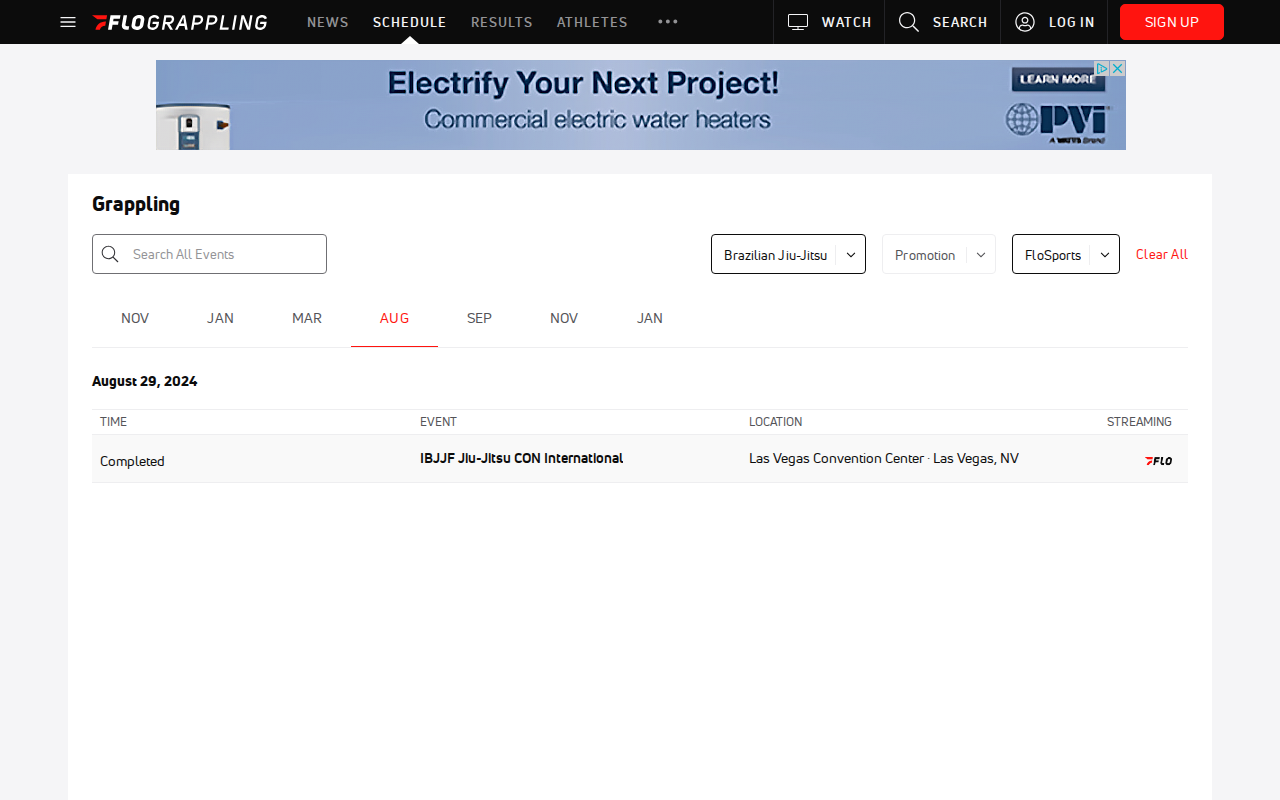 FLOGRAPPLING NEWS SCHEDULE RESULTS ATHLETES ••• WATCH SEARCH LOG IN SIGN UP
Electrify Your Next Project!
Commercial electric water heaters
LEARN MORE
PVI
A WATTS Brand
Grappling
Search All Events Brazilian Jiu-Jitsu Promotion FloSports Clear All
NOV JAN MAR AUG SEP NOV JAN
August 29, 2024
TIME EVENT LOCATION STREAMING
Completed IBJJF Jiu-Jitsu CON International Las Vegas Convention Center · Las Vegas, NV FLO